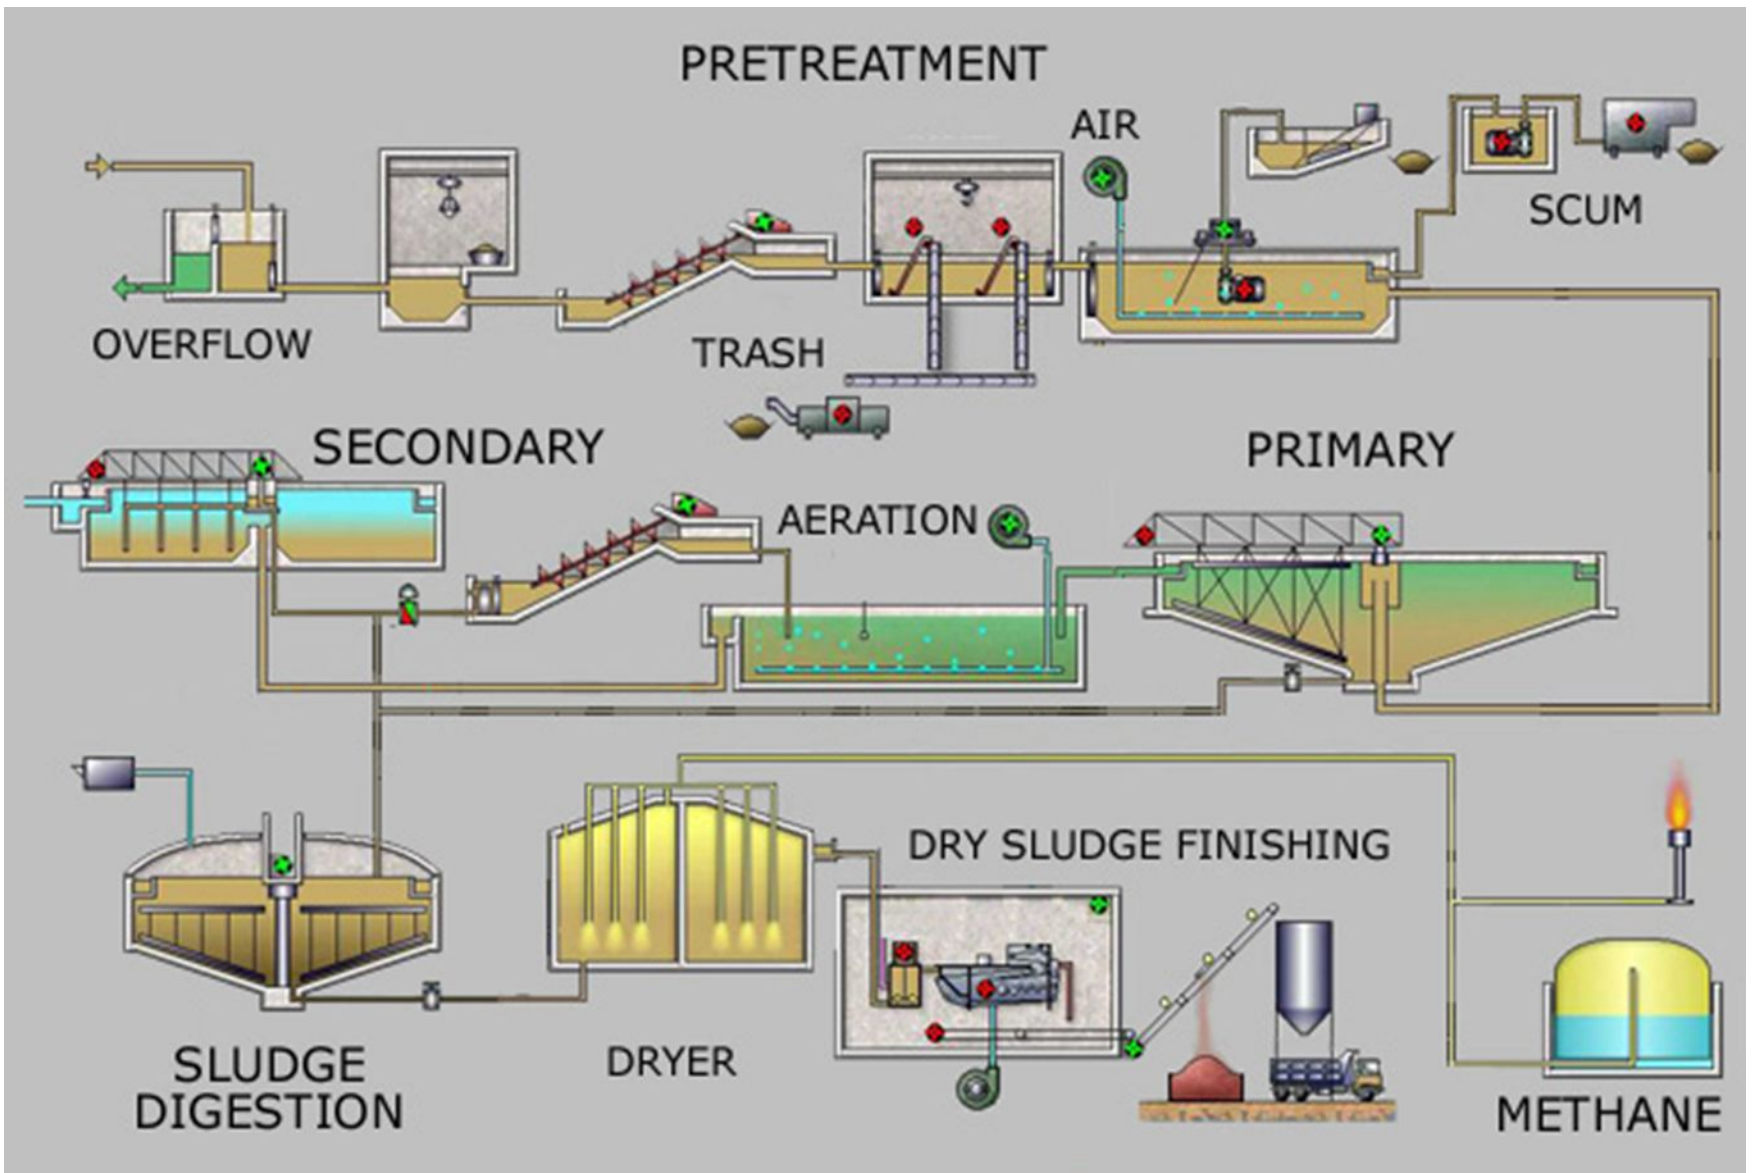 PRETREATMENT
AIR
SCUM
OVERFLOW
TRASH
SECONDARY
AERATION
PRIMARY
DRY SLUDGE FINISHING
SLUDGE
DIGESTION
DRYER
METHANE